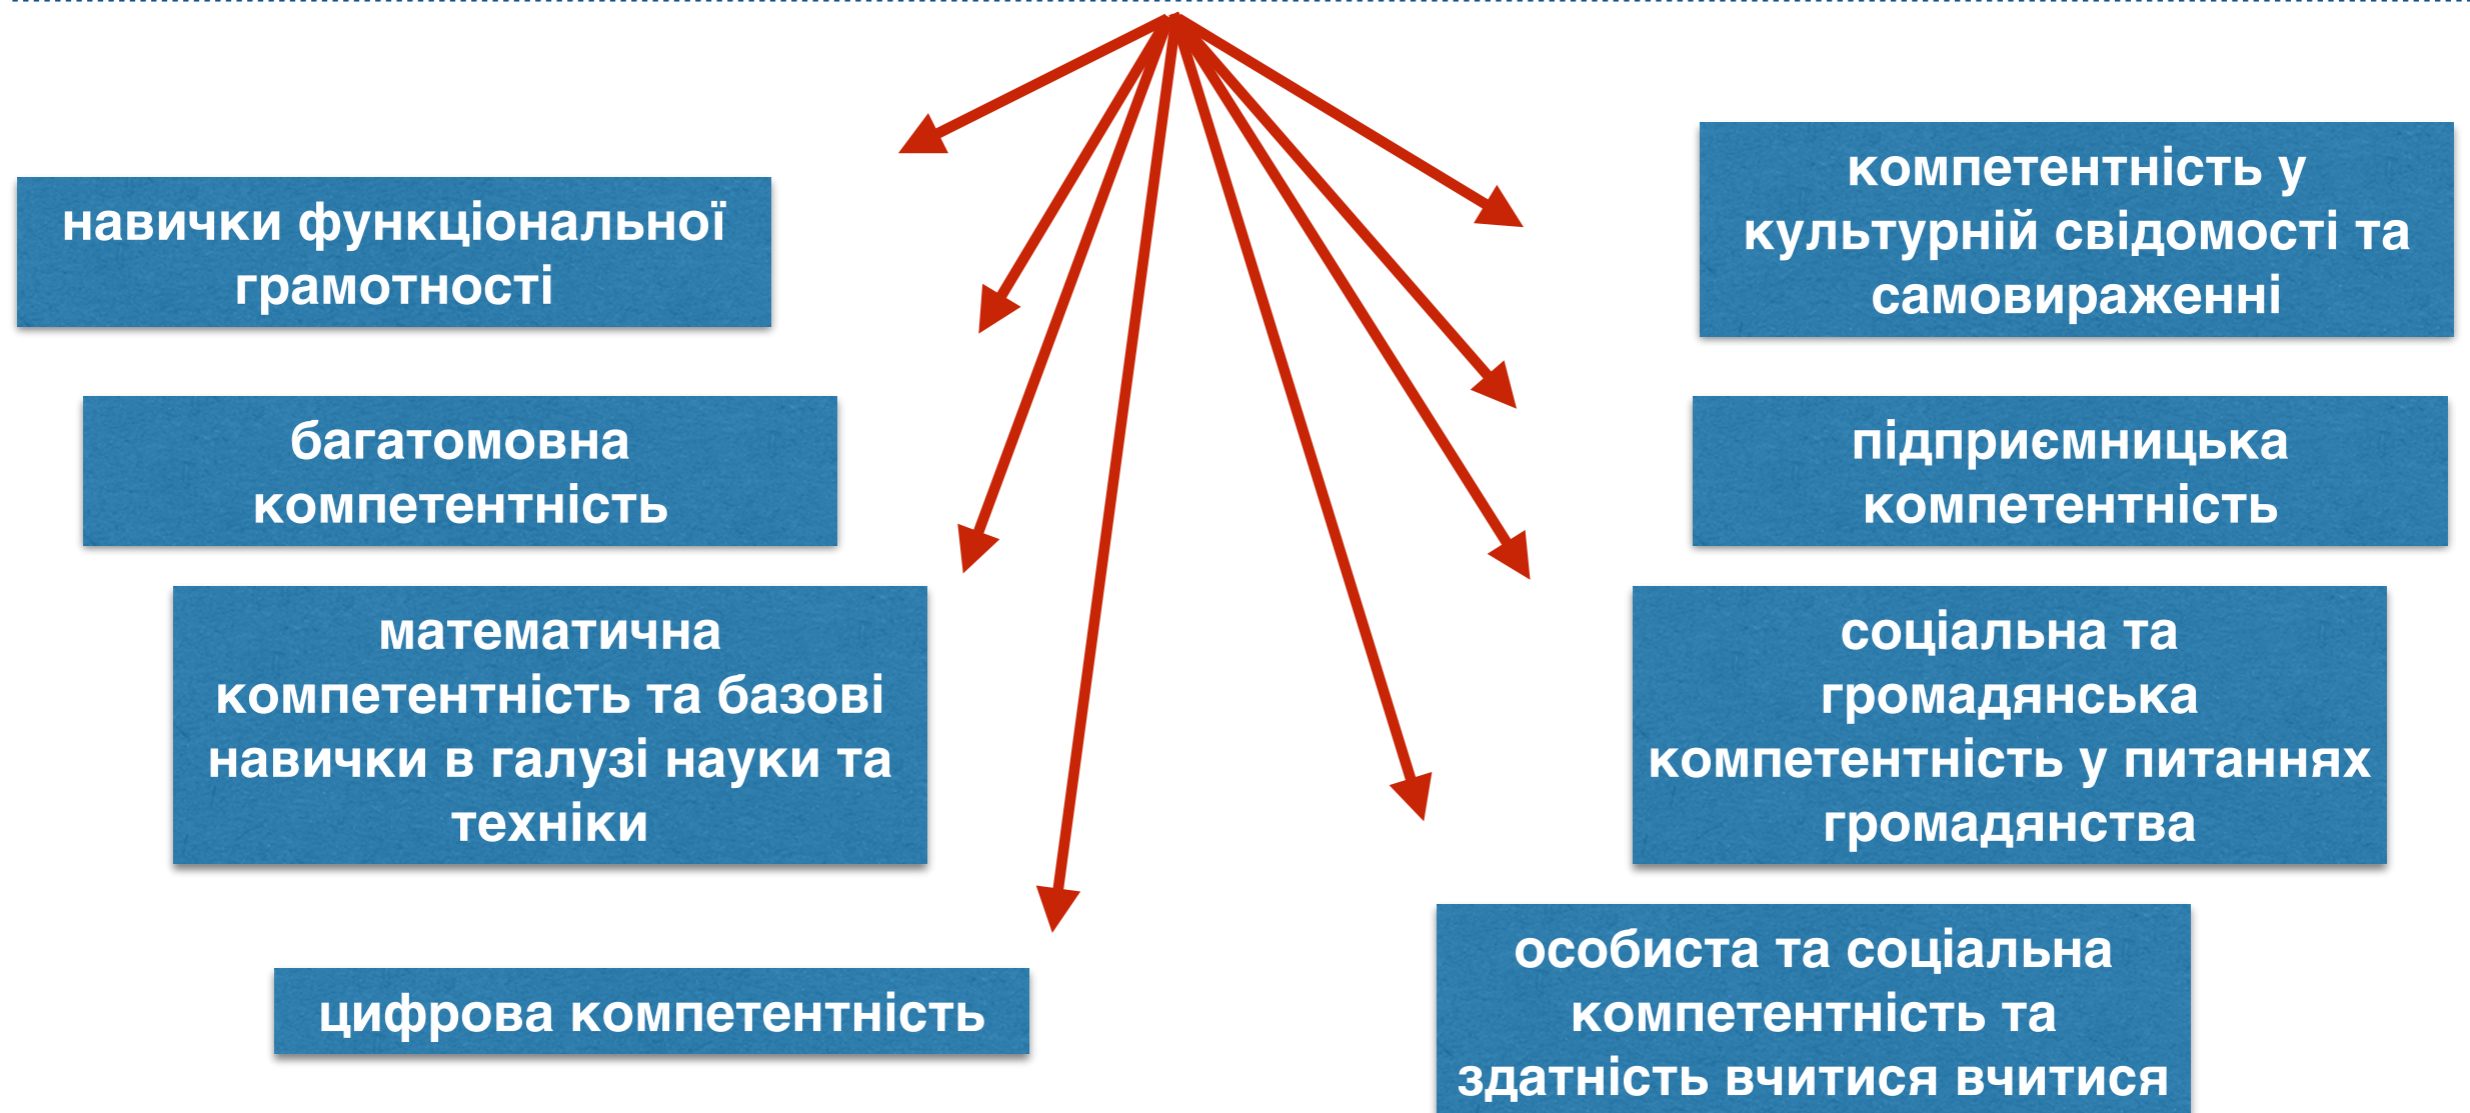 навички функціональної
грамотності
багатомовна
компетентність
математична
компетентність та базові
навички в галузі науки та
техніки
цифрова компетентність
компетентність у
культурній свідомості та
самовираженні
підприємницька
компетентність
соціальна та
громадянська
компетентність у питаннях
громадянства
особиста та соціальна
компетентність та
здатність вчитися вчитися